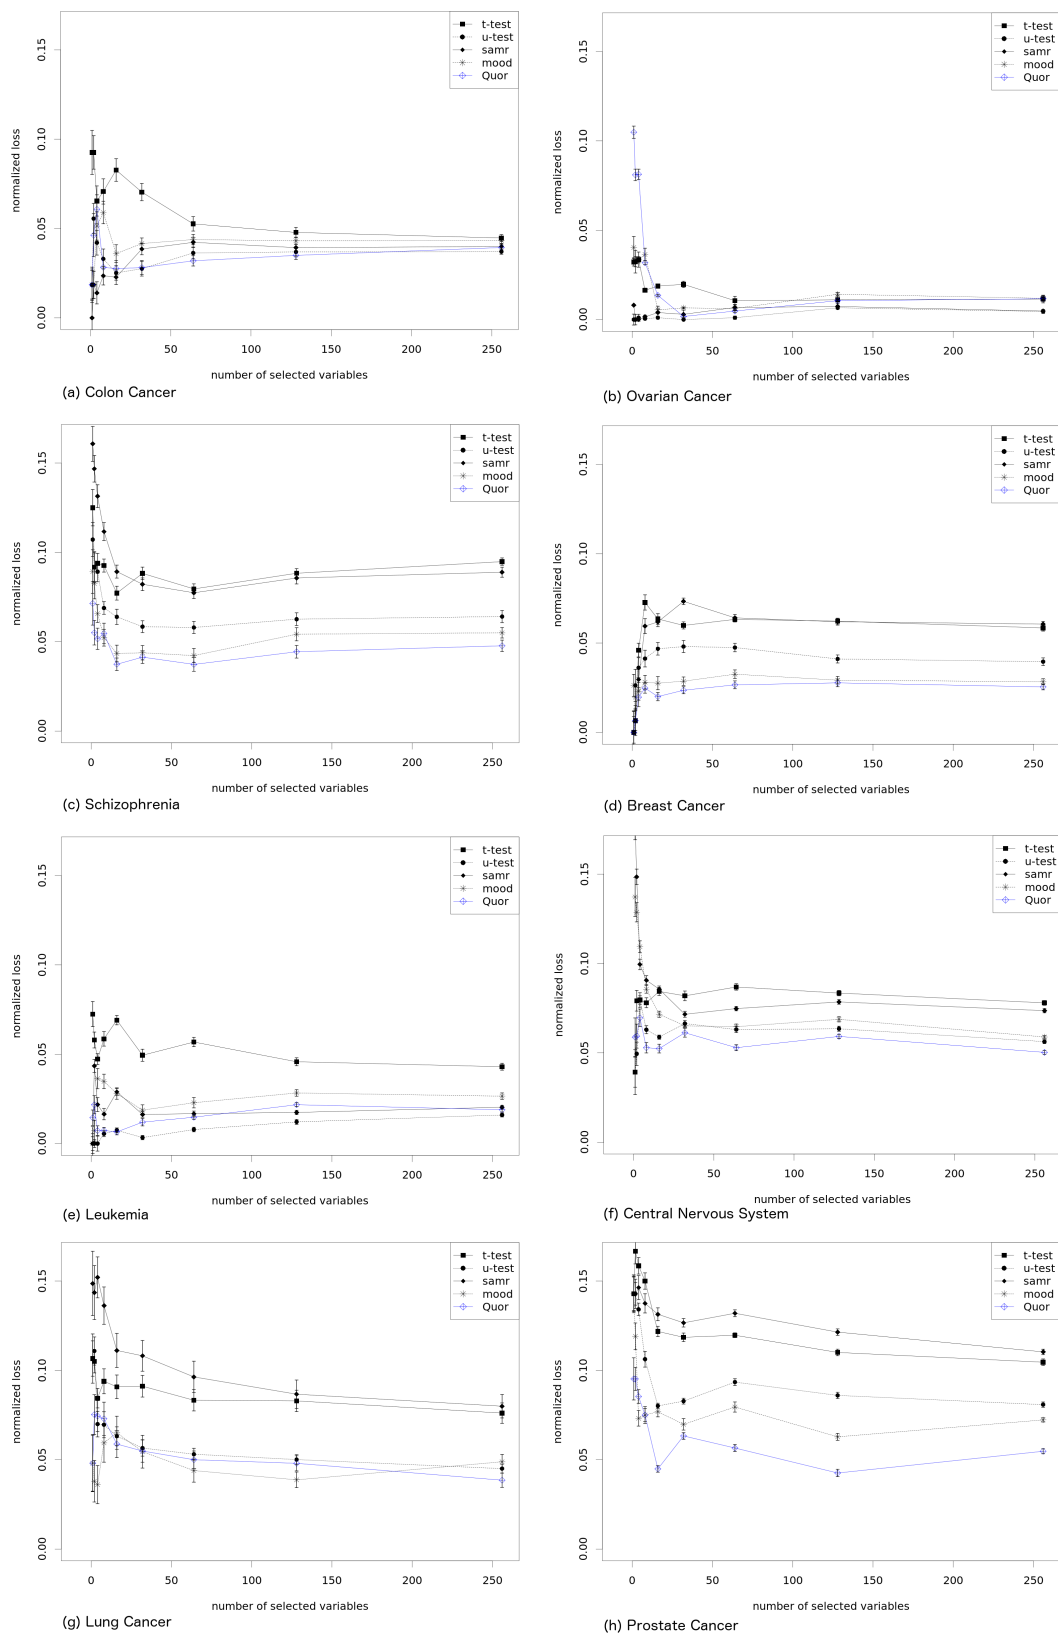 t-test
u-test
samr
mood
Quor
normalized loss
0.15
0.10
0.05
0.00
0 50 100 150 200 250
number of selected variables
(a) Colon Cancer
t-test
u-test
samr
mood
Quor
normalized loss
0.15
0.10
0.05
0.00
0 50 100 150 200 250
number of selected variables
(b) Ovarian Cancer
t-test
u-test
samr
mood
Quor
normalized loss
0.15
0.10
0.05
0.00
0 50 100 150 200 250
number of selected variables
(c) Schizophrenia
t-test
u-test
samr
mood
Quor
normalized loss
0.15
0.10
0.05
0.00
0 50 100 150 200 250
number of selected variables
(d) Breast Cancer
t-test
u-test
samr
mood
Quor
normalized loss
0.15
0.10
0.05
0.00
0 50 100 150 200 250
number of selected variables
(e) Leukemia
t-test
u-test
samr
mood
Quor
normalized loss
0.15
0.10
0.05
0.00
0 50 100 150 200 250
number of selected variables
(f) Central Nervous System
t-test
u-test
samr
mood
Quor
normalized loss
0.15
0.10
0.05
0.00
0 50 100 150 200 250
number of selected variables
(g) Lung Cancer
t-test
u-test
samr
mood
Quor
normalized loss
0.15
0.10
0.05
0.00
0 50 100 150 200 250
number of selected variables
(h) Prostate Cancer